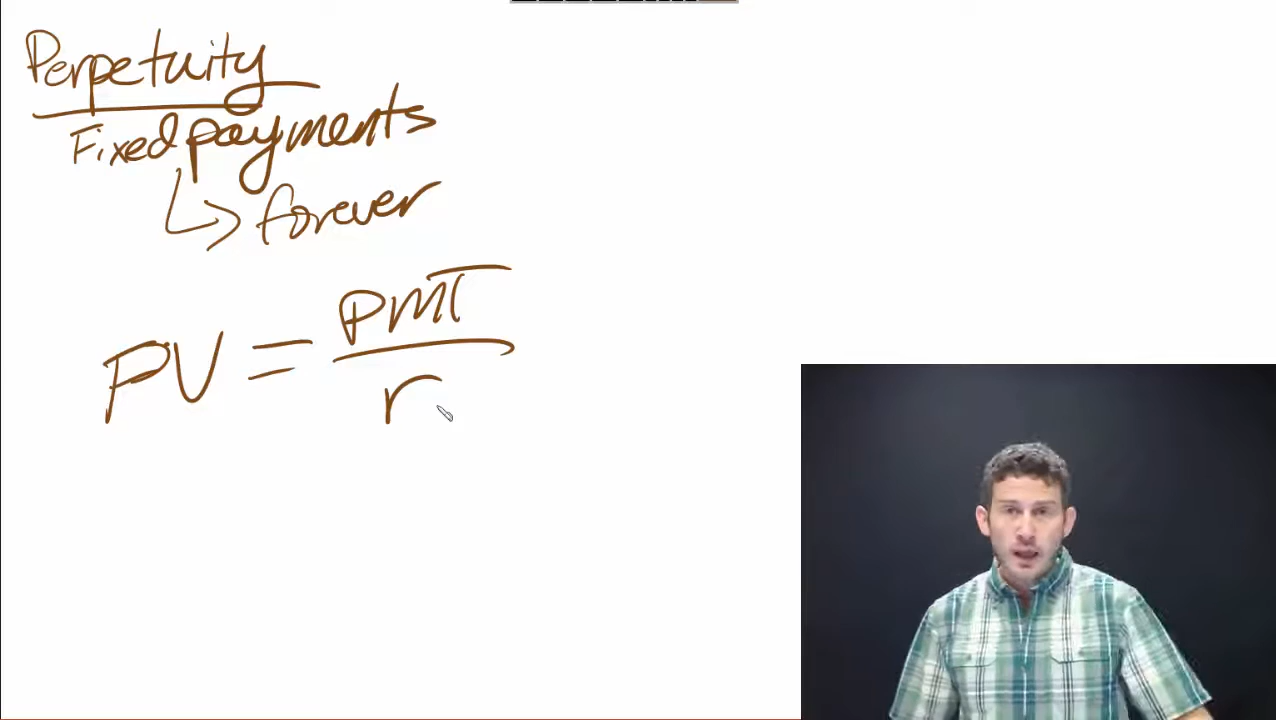 Perpetuity
Fixed payments
↳ forever
PV = PMT / r